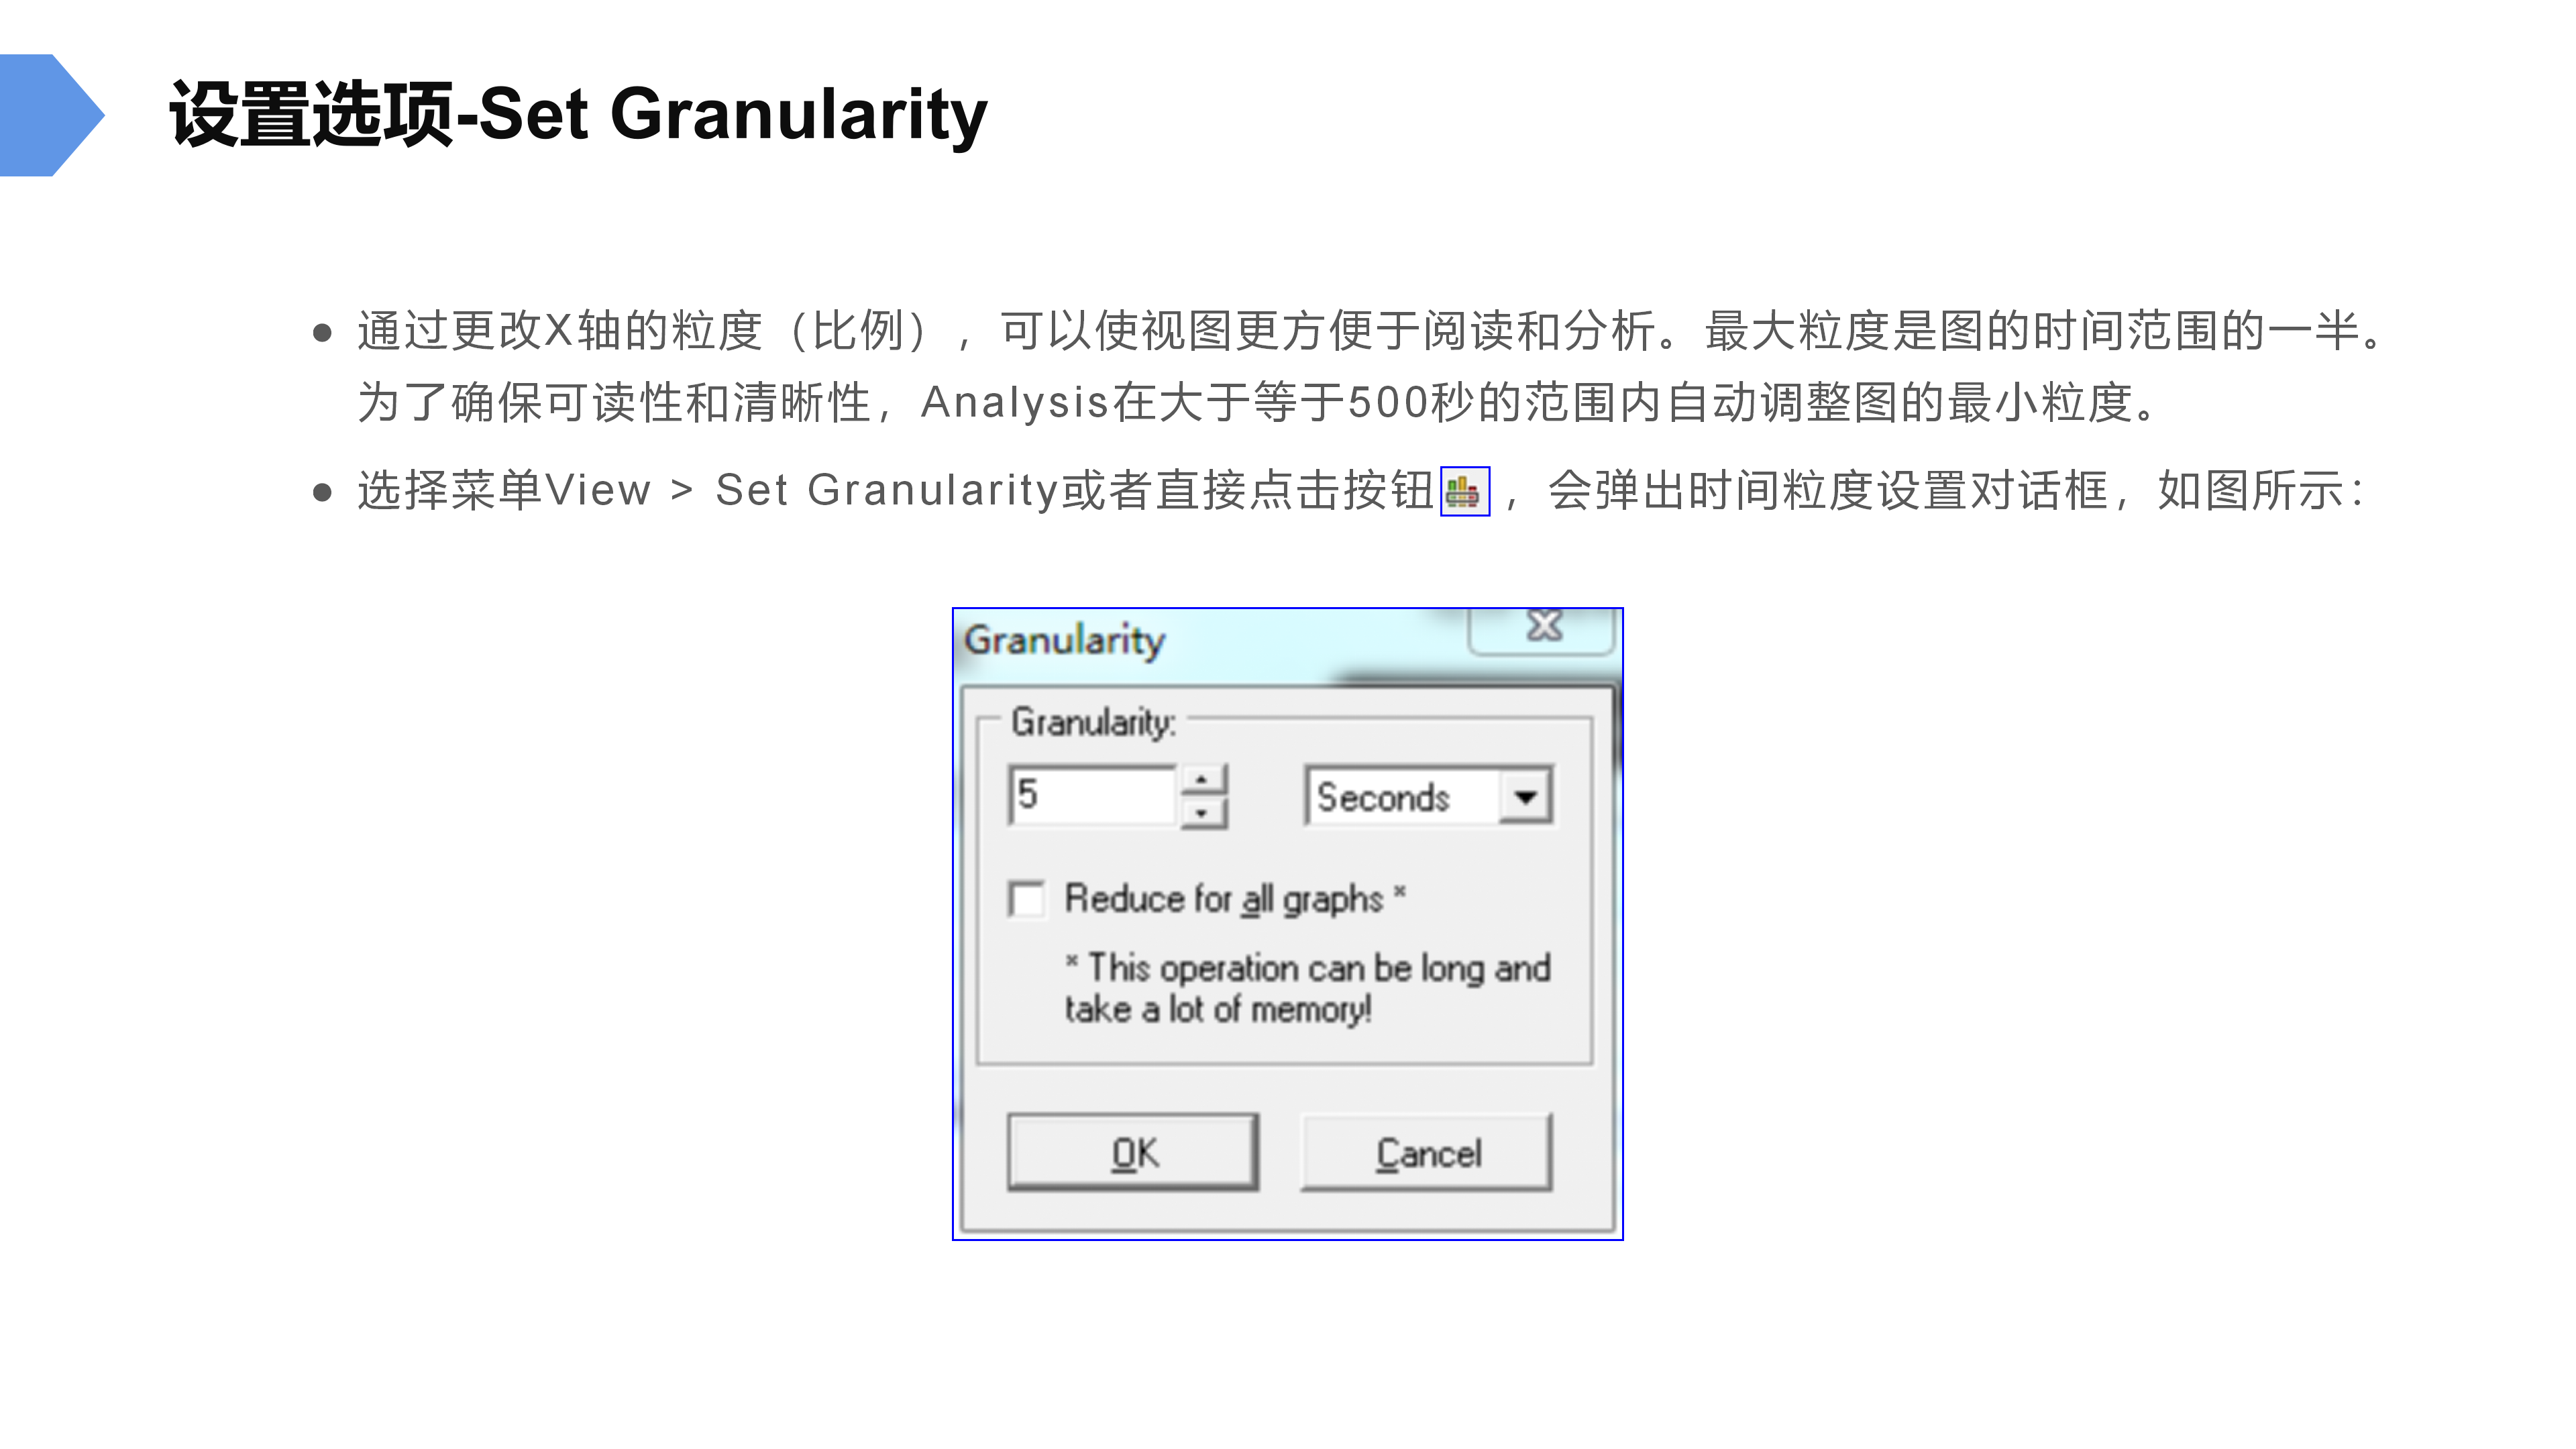 设置选项-Set Granularity
● 通过更改X轴的粒度（比例），可以使视图更方便于阅读和分析。最大粒度是图的时间范围的一半。
为了确保可读性和清晰性，Analysis在大于等于500秒的范围内自动调整图的最小粒度。
● 选择菜单View > Set Granularity或者直接点击按钮，会弹出时间粒度设置对话框，如图所示：
Granularity
Granularity:
5 Seconds
Reduce for all graphs *
* This operation can be long and
take a lot of memory!
OK Cancel